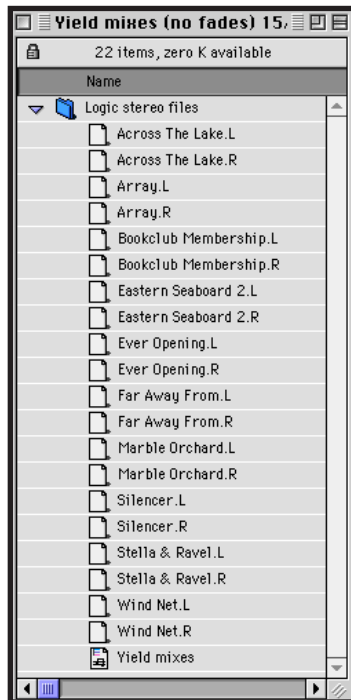 Yield mixes (no fades) 15/
22 items, zero K available
Name
Logic stereo files
Across The Lake.L
Across The Lake.R
Array.L
Array.R
Bookclub Membership.L
Bookclub Membership.R
Eastern Seaboard 2.L
Eastern Seaboard 2.R
Ever Opening.L
Ever Opening.R
Far Away From.L
Far Away From.R
Marble Orchard.L
Marble Orchard.R
Silencer.L
Silencer.R
Stella & Ravel.L
Stella & Ravel.R
Wind Net.L
Wind Net.R
Yield mixes